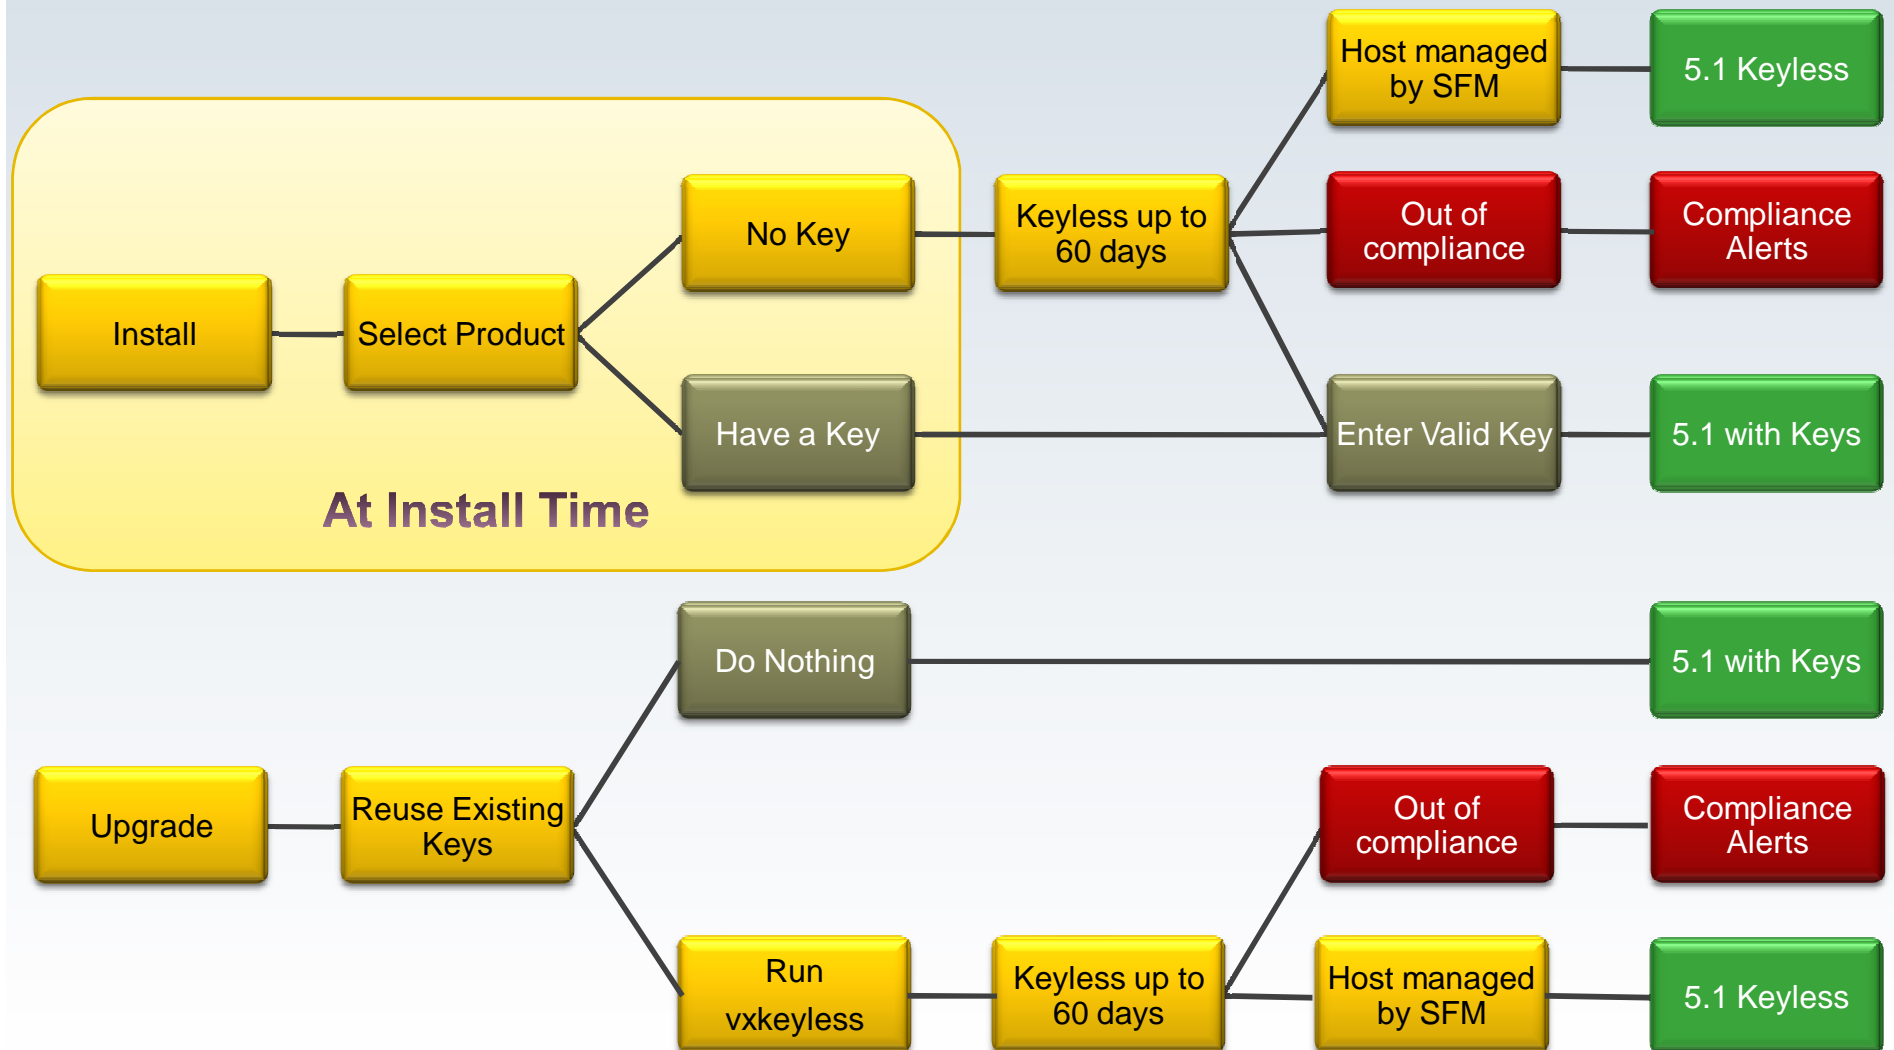 Host managed
by SFM
5.1 Keyless
No Key
Keyless up to
60 days
Out of
compliance
Compliance
Alerts
Install
Select Product
Have a Key
Enter Valid Key
5.1 with Keys
At Install Time
Do Nothing
5.1 with Keys
Upgrade
Reuse Existing
Keys
Out of
compliance
Compliance
Alerts
Run
vxkeyless
Keyless up to
60 days
Host managed
by SFM
5.1 Keyless